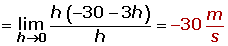 = lim h→0 h(-30 - 3h) / h = -30 m/s